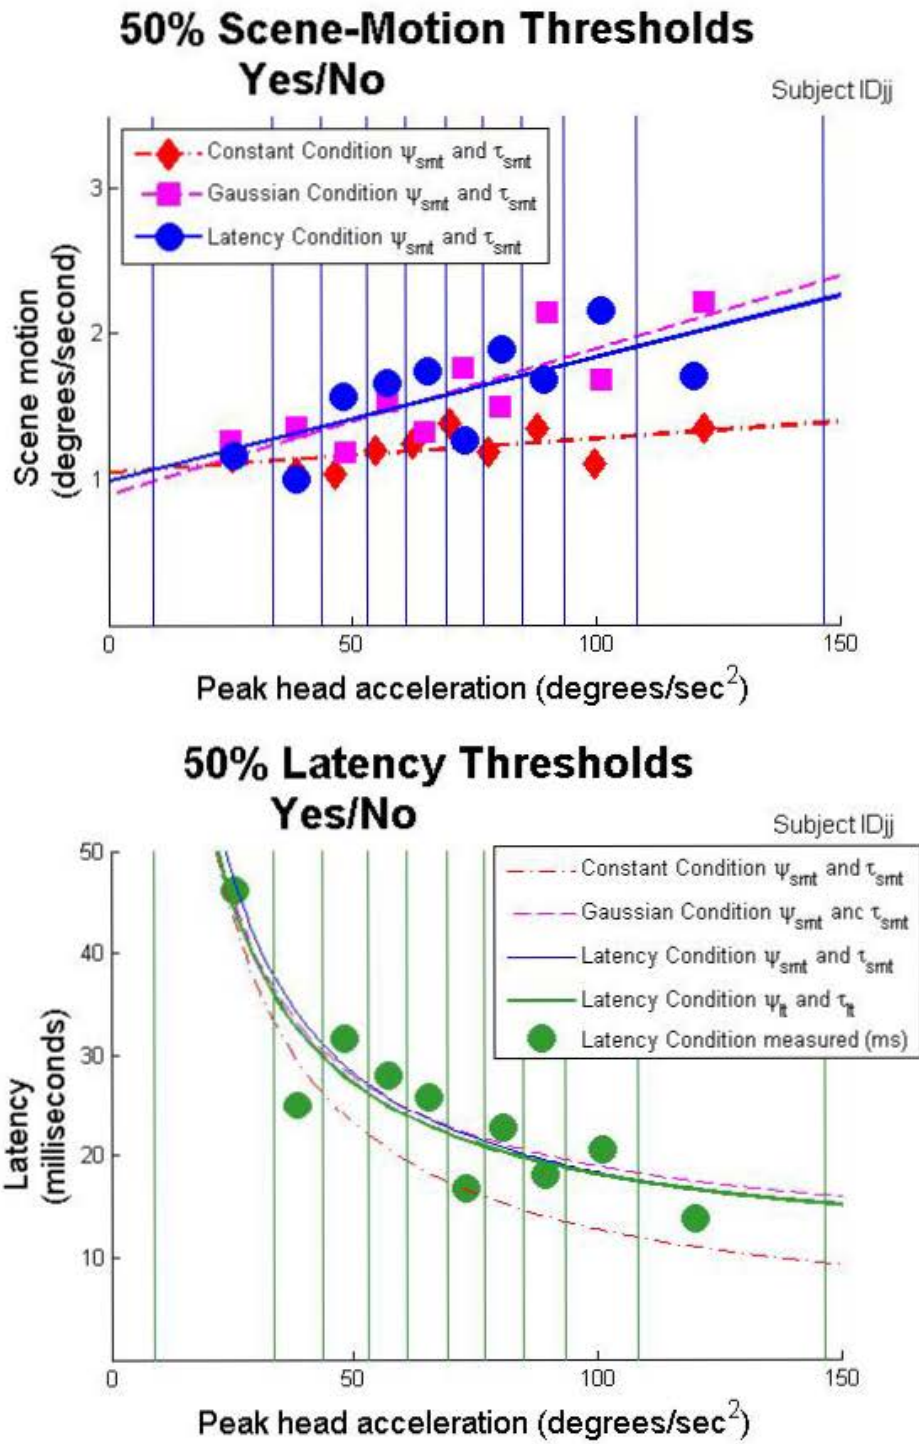 50% Scene-Motion Thresholds
Yes/No
Subject IDjj
Constant Condition ψsmt and τsmt
Gaussian Condition ψsmt and τsmt
Latency Condition ψsmt and τsmt
3
2
1
Scene motion
(degrees/second)
0
50
100
150
Peak head acceleration (degrees/sec²)
50% Latency Thresholds
Yes/No
Subject IDjj
Constant Condition ψsmt and τsmt
Gaussian Condition ψsmt anc τsmt
Latency Condition ψsmt and τsmt
Latency Condition ψlt and τlt
Latency Condition measured (ms)
50
40
30
20
10
Latency
(milliseconds)
0
50
100
150
Peak head acceleration (degrees/sec²)